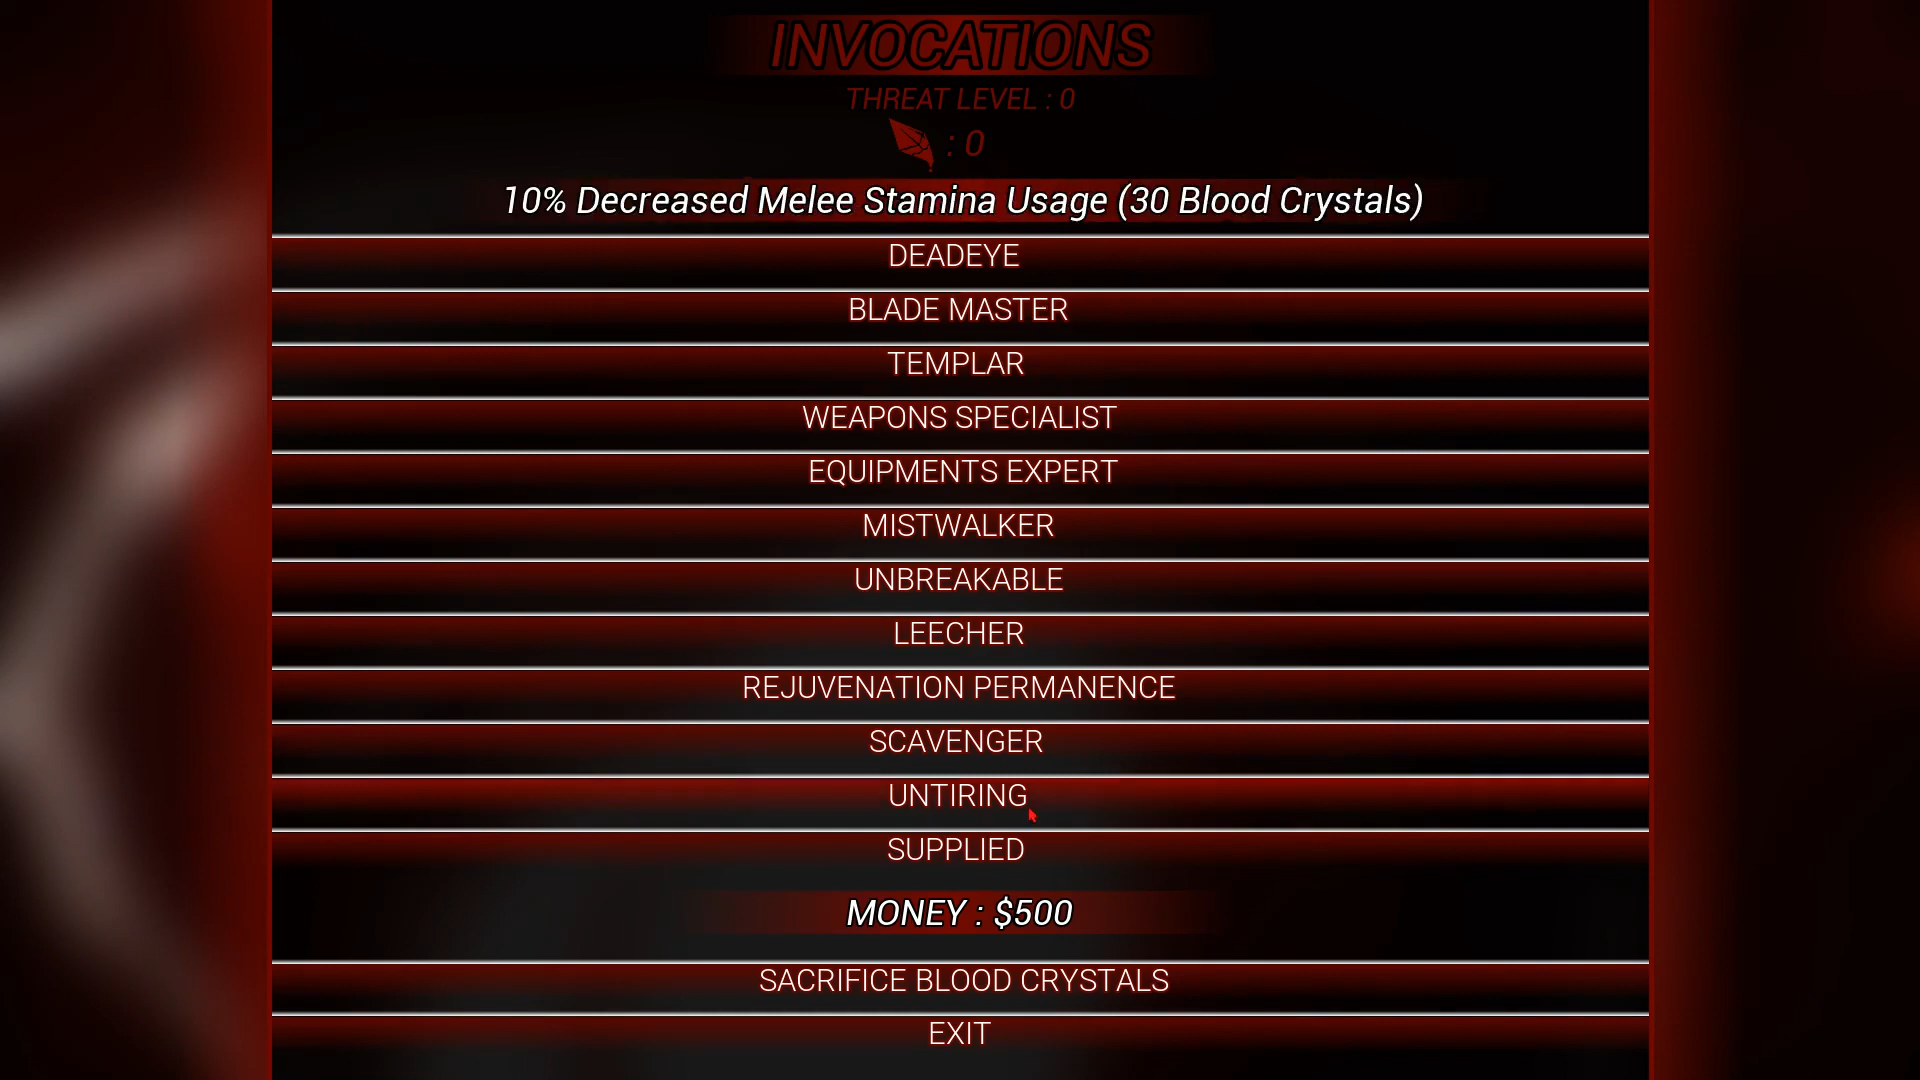 INVOCATIONS
THREAT LEVEL : 0
: 0
10% Decreased Melee Stamina Usage (30 Blood Crystals)
DEADEYE
BLADE MASTER
TEMPLAR
WEAPONS SPECIALIST
EQUIPMENTS EXPERT
MISTWALKER
UNBREAKABLE
LEECHER
REJUVENATION PERMANENCE
SCAVENGER
UNTIRING
SUPPLIED
MONEY : $500
SACRIFICE BLOOD CRYSTALS
EXIT